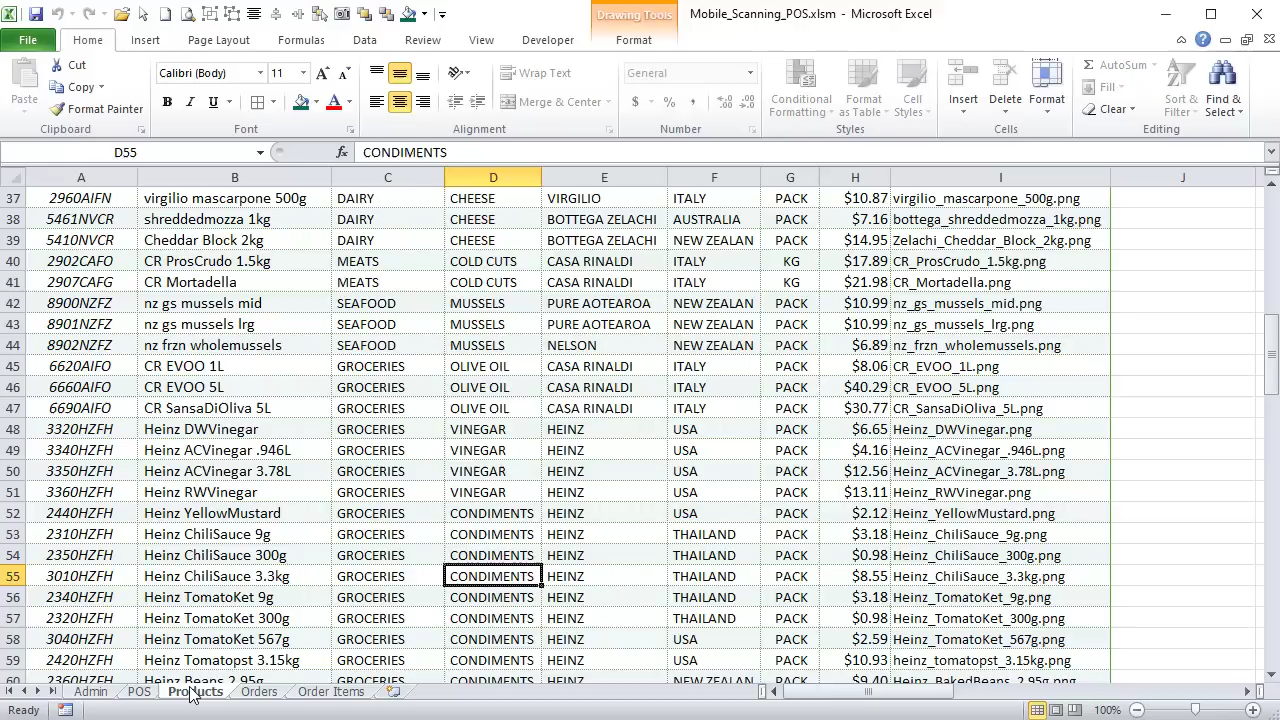 Drawing Tools
Mobile_Scanning_POS.xlsm - Microsoft Excel
File Home Insert Page Layout Formulas Data Review View Developer Format
Paste Cut Copy Format Painter Clipboard
Calibri (Body) 11 B I U A Font
Wrap Text Merge & Center Alignment
General $ % , Number
Conditional Formatting Format as Table Cell Styles Styles
Insert Delete Format Cells
AutoSum Fill Clear Sort & Filter Find & Select Editing
D55 fx CONDIMENTS
A B C D E F G H I J
37 2960AIFN virgilio mascarpone 500g DAIRY CHEESE VIRGILIO ITALY PACK $10.87 virgilio_mascarpone_500g.png
38 5461NVCR shreddedmozza 1kg DAIRY CHEESE BOTTEGA ZELACHI AUSTRALIA PACK $7.16 bottega_shreddedmozza_1kg.png
39 5410NVCR Cheddar Block 2kg DAIRY CHEESE BOTTEGA ZELACHI NEW ZEALAN PACK $14.95 Zelachi_Cheddar_Block_2kg.png
40 2902CAFO CR ProsCrudo 1.5kg MEATS COLD CUTS CASA RINALDI ITALY KG $17.89 CR_ProsCrudo_1.5kg.png
41 2907CAFG CR Mortadella MEATS COLD CUTS CASA RINALDI ITALY KG $21.98 CR_Mortadella.png
42 8900NZFZ nz gs mussels mid SEAFOOD MUSSELS PURE AOTEAROA NEW ZEALAN PACK $10.99 nz_gs_mussels_mid.png
43 8901NZFZ nz gs mussels lrg SEAFOOD MUSSELS PURE AOTEAROA NEW ZEALAN PACK $10.99 nz_gs_mussels_lrg.png
44 8902NZFZ nz frzn wholemussels SEAFOOD MUSSELS NELSON NEW ZEALAN PACK $6.89 nz_frzn_wholemussels.png
45 6620AIFO CR EVOO 1L GROCERIES OLIVE OIL CASA RINALDI ITALY PACK $8.06 CR_EVOO_1L.png
46 6660AIFO CR EVOO 5L GROCERIES OLIVE OIL CASA RINALDI ITALY PACK $40.29 CR_EVOO_5L.png
47 6690AIFO CR SansaDiOliva 5L GROCERIES OLIVE OIL CASA RINALDI ITALY PACK $30.77 CR_SansaDiOliva_5L.png
48 3320HZFH Heinz DWVinegar GROCERIES VINEGAR HEINZ USA PACK $6.65 Heinz_DWVinegar.png
49 3340HZFH Heinz ACVinegar .946L GROCERIES VINEGAR HEINZ USA PACK $4.16 Heinz_ACVinegar_.946L.png
50 3350HZFH Heinz ACVinegar 3.78L GROCERIES VINEGAR HEINZ USA PACK $12.56 Heinz_ACVinegar_3.78L.png
51 3360HZFH Heinz RWVinegar GROCERIES VINEGAR HEINZ USA PACK $13.11 Heinz_RWVinegar.png
52 2440HZFH Heinz YellowMustard GROCERIES CONDIMENTS HEINZ USA PACK $2.12 Heinz_YellowMustard.png
53 2310HZFH Heinz ChiliSauce 9g GROCERIES CONDIMENTS HEINZ THAILAND PACK $3.18 Heinz_ChiliSauce_9g.png
54 2350HZFH Heinz ChiliSauce 300g GROCERIES CONDIMENTS HEINZ THAILAND PACK $0.98 Heinz_ChiliSauce_300g.png
55 3010HZFH Heinz ChiliSauce 3.3kg GROCERIES CONDIMENTS HEINZ THAILAND PACK $8.55 Heinz_ChiliSauce_3.3kg.png
56 2340HZFH Heinz TomatoKet 9g GROCERIES CONDIMENTS HEINZ THAILAND PACK $3.18 Heinz_TomatoKet_9g.png
57 2320HZFH Heinz TomatoKet 300g GROCERIES CONDIMENTS HEINZ THAILAND PACK $0.98 Heinz_TomatoKet_300g.png
58 3040HZFH Heinz TomatoKet 567g GROCERIES CONDIMENTS HEINZ USA PACK $2.59 Heinz_TomatoKet_567g.png
59 2420HZFH Heinz Tomatopst 3.15kg GROCERIES CONDIMENTS HEINZ USA PACK $10.93 heinz_tomatopst_3.15kg.png
60 2360HZFH Heinz Beans 2.95g GROCERIES CONDIMENTS HEINZ NEW ZEALAN PACK $9.40 Heinz_BakedBeans_2.95g.png
Admin POS Products Orders Order Items
Ready 100%